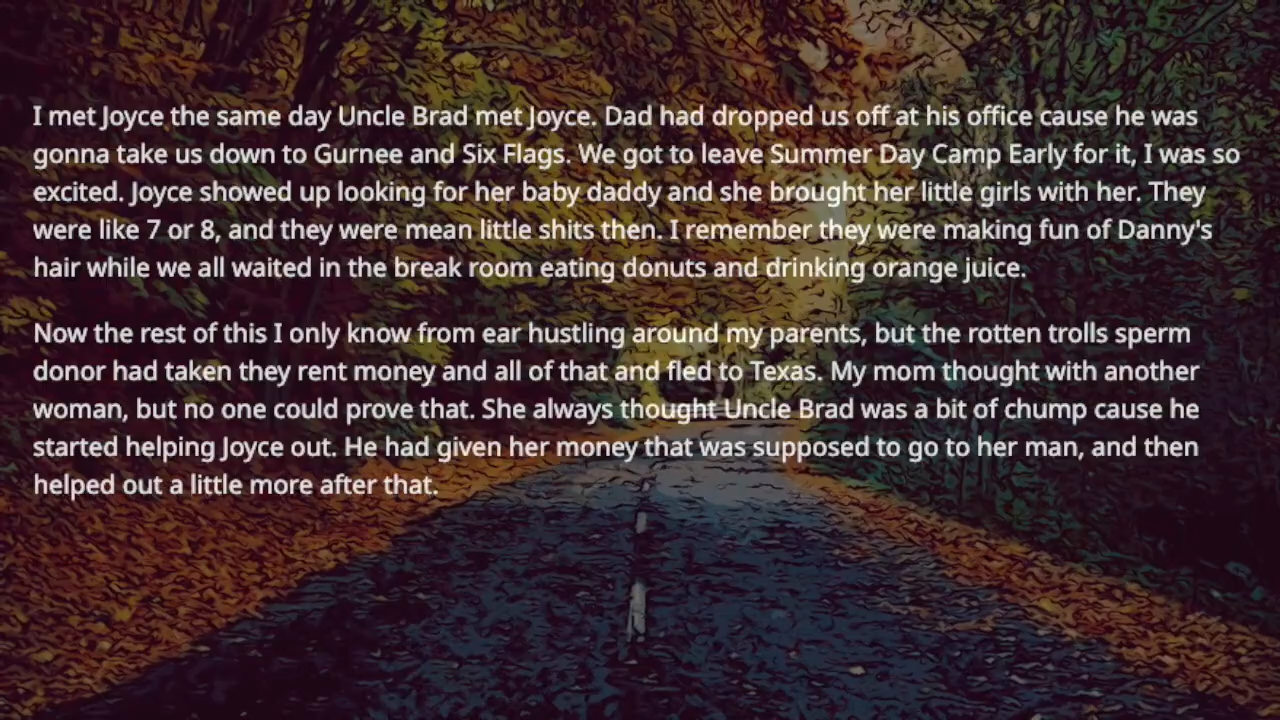 I met Joyce the same day Uncle Brad met Joyce. Dad had dropped us off at his office cause he was
gonna take us down to Gurnee and Six Flags. We got to leave Summer Day Camp Early for it, I was so
excited. Joyce showed up looking for her baby daddy and she brought her little girls with her. They
were like 7 or 8, and they were mean little shits then. I remember they were making fun of Danny's
hair while we all waited in the break room eating donuts and drinking orange juice.
Now the rest of this I only know from ear hustling around my parents, but the rotten trolls sperm
donor had taken they rent money and all of that and fled to Texas. My mom thought with another
woman, but no one could prove that. She always thought Uncle Brad was a bit of chump cause he
started helping Joyce out. He had given her money that was supposed to go to her man, and then
helped out a little more after that.